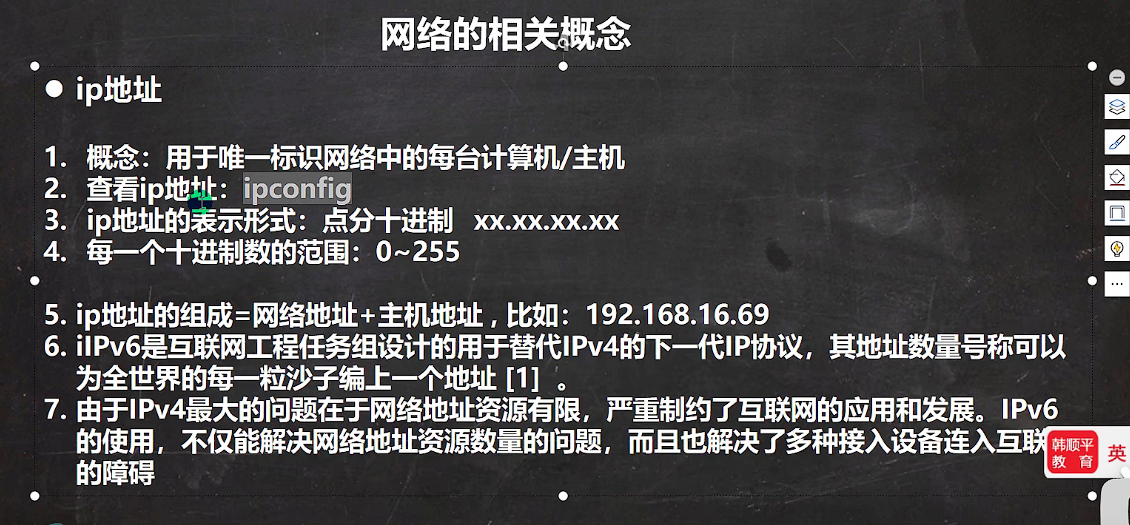 网络的相关概念
● ip地址
1. 概念：用于唯一标识网络中的每台计算机/主机
2. 查看ip地址：ipconfig
3. ip地址的表示形式：点分十进制 xx.xx.xx.xx
4. 每一个十进制数的范围：0~255
5. ip地址的组成=网络地址+主机地址 , 比如：192.168.16.69
6. iIPv6是互联网工程任务组设计的用于替代IPv4的下一代IP协议，其地址数量号称可以
为全世界的每一粒沙子编上一个地址 [1] 。
7. 由于IPv4最大的问题在于网络地址资源有限，严重制约了互联网的应用和发展。IPv6
的使用，不仅能解决网络地址资源数量的问题，而且也解决了多种接入设备连入互联
的障碍
韩顺平
教 育
英